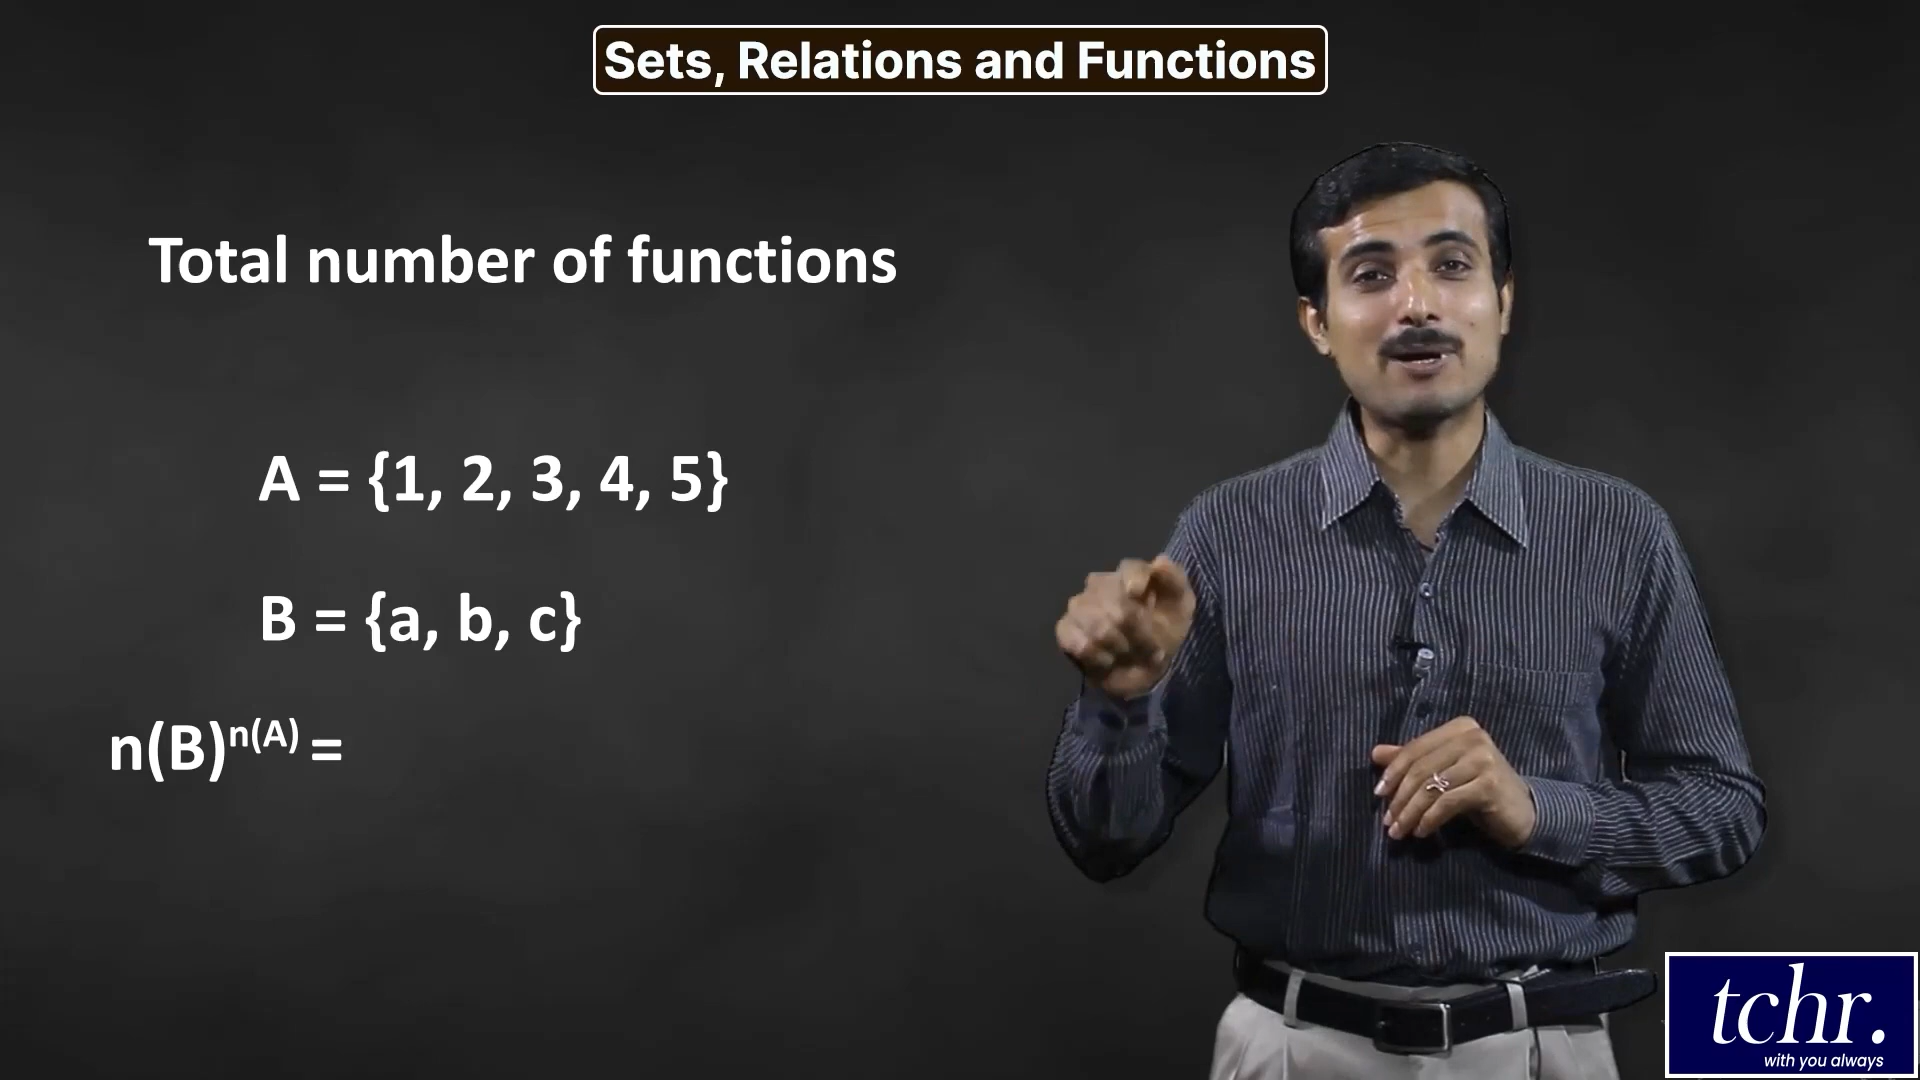 Sets, Relations and Functions
Total number of functions
A = {1, 2, 3, 4, 5}
B = {a, b, c}
n(B)ⁿ⁽ᴬ⁾ =
tchr.
with you always